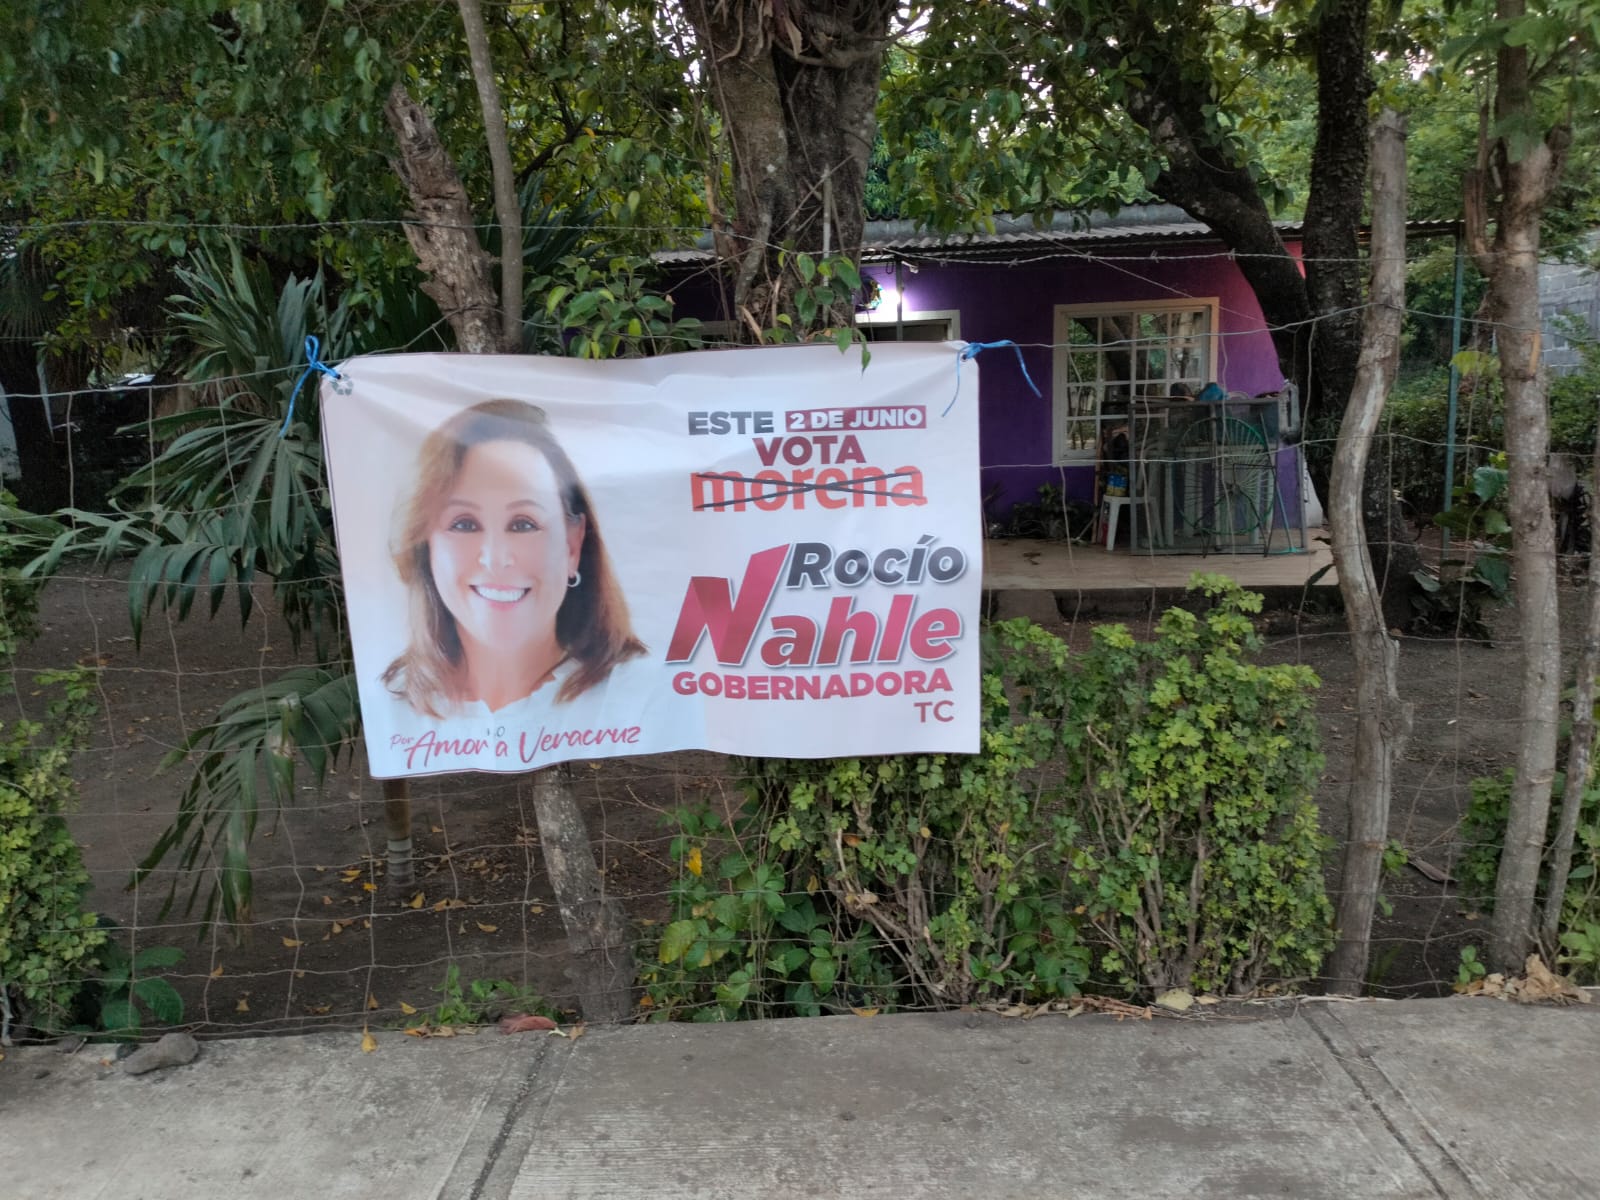 ESTE 2 DE JUNIO
VOTA
morena
Rocío
Nahle
GOBERNADORA
TC
Por Amor a Veracruz